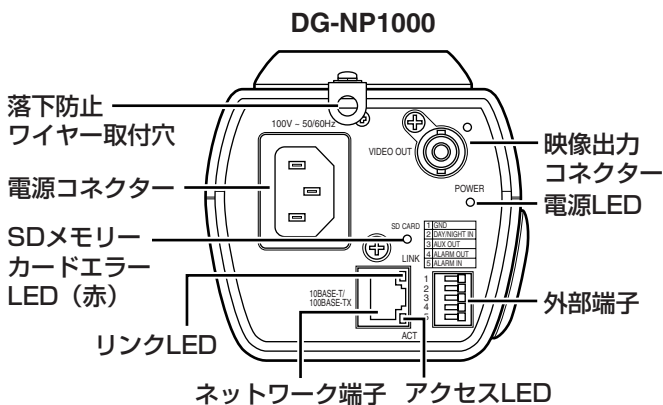 DG-NP1000
落下防止
ワイヤー取付穴
電源コネクター
SDメモリー
カードエラー
LED（赤）
リンクLED
ネットワーク端子
アクセスLED
映像出力
コネクター
電源LED
外部端子
100V ~ 50/60Hz
VIDEO OUT
POWER
SD CARD
LINK
1 GND
2 DAY/NIGHT IN
3 AUX OUT
4 ALARM OUT
5 ALARM IN
10BASE-T/
100BASE-TX
ACT
1
2
3
4
5